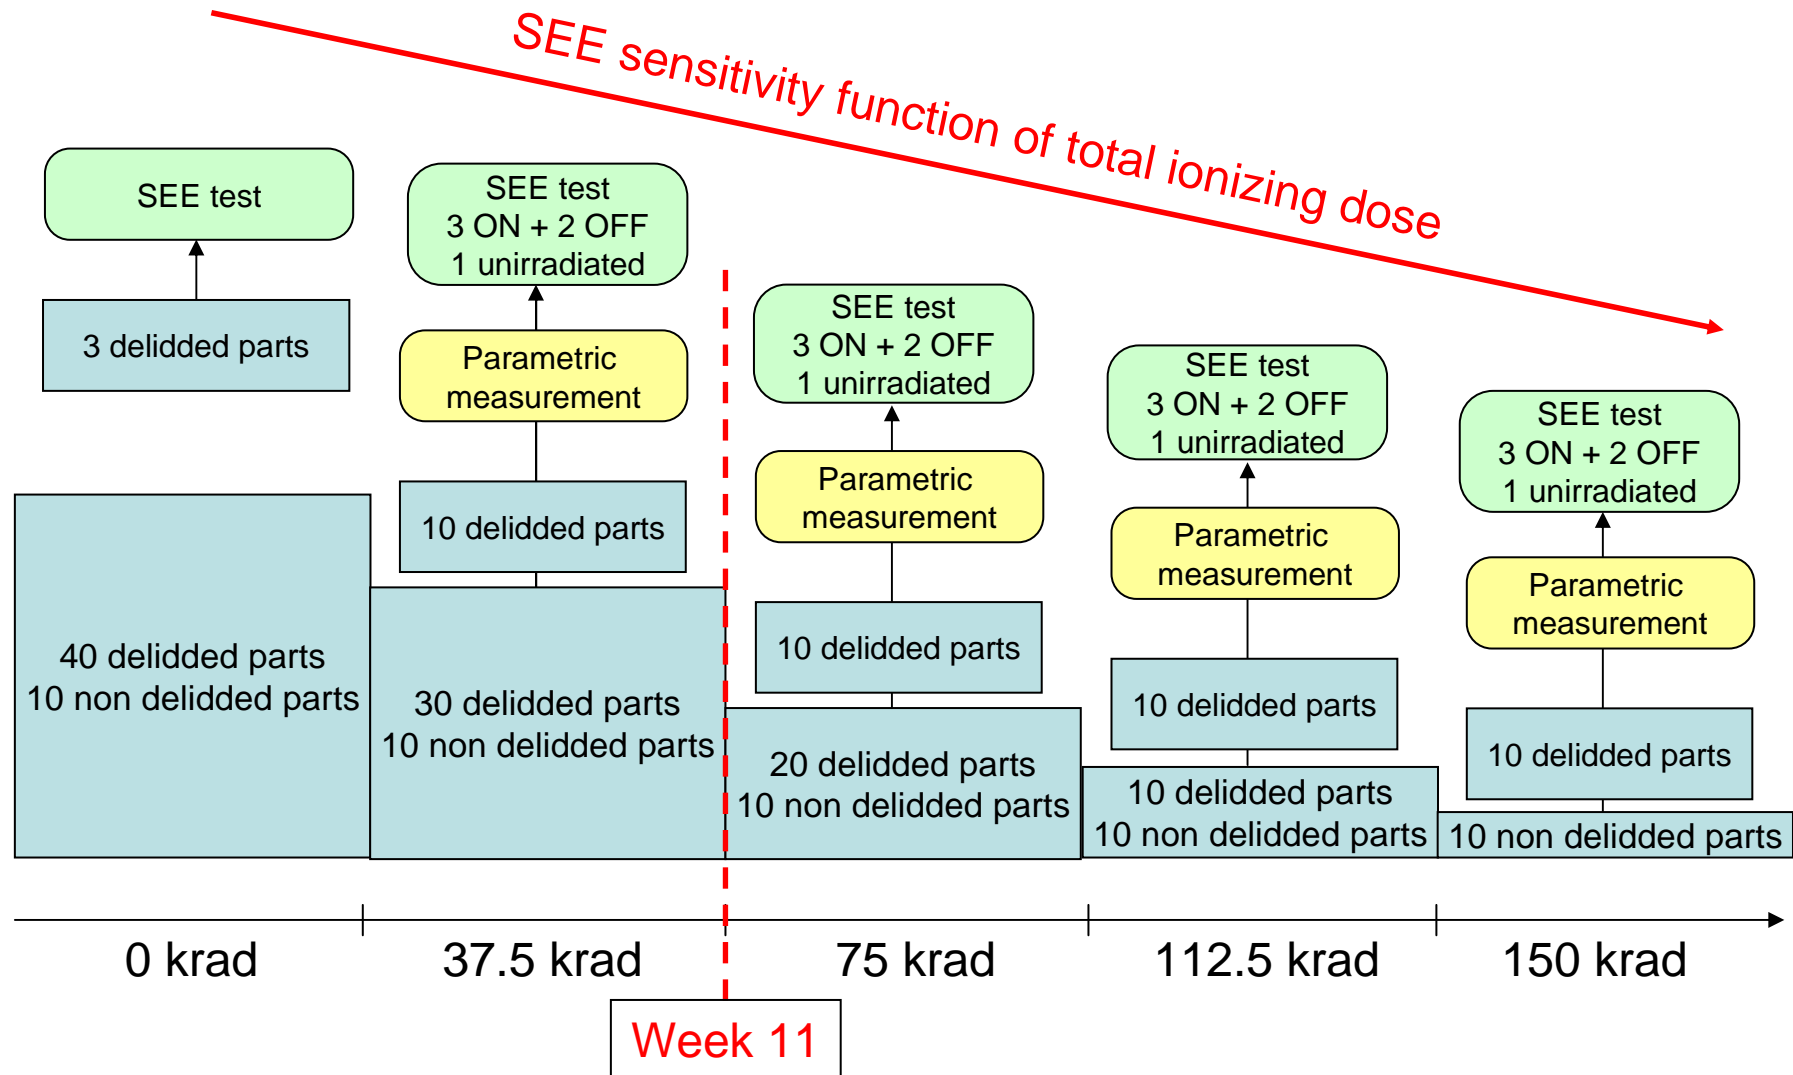 SEE sensitivity function of total ionizing dose
SEE test
3 delidded parts
40 delidded parts
10 non delidded parts
SEE test
3 ON + 2 OFF
1 unirradiated
Parametric
measurement
10 delidded parts
30 delidded parts
10 non delidded parts
SEE test
3 ON + 2 OFF
1 unirradiated
Parametric
measurement
10 delidded parts
20 delidded parts
10 non delidded parts
SEE test
3 ON + 2 OFF
1 unirradiated
Parametric
measurement
10 delidded parts
10 delidded parts
10 non delidded parts
SEE test
3 ON + 2 OFF
1 unirradiated
Parametric
measurement
10 delidded parts
10 non delidded parts
0 krad
37.5 krad
75 krad
112.5 krad
150 krad
Week 11